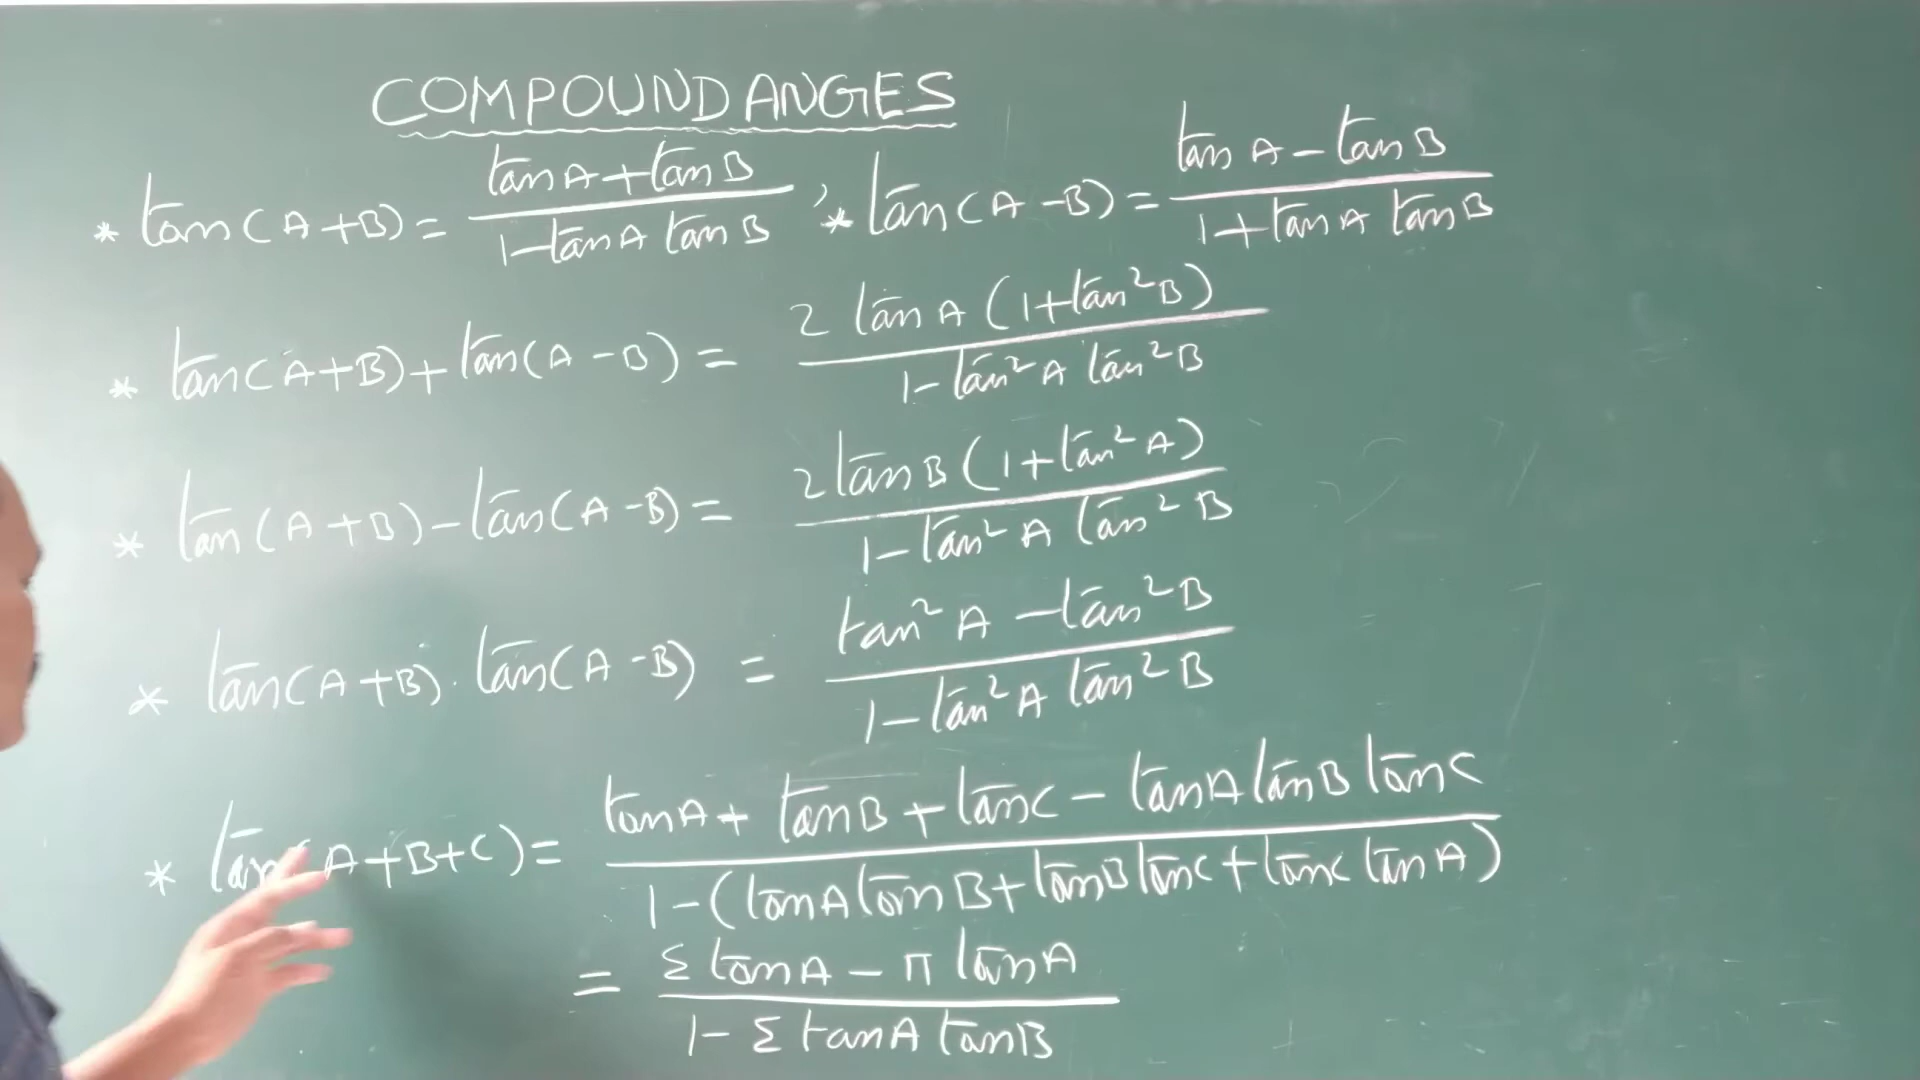 COMPOUND ANGES
* tan(A+B) = (tanA + tanB)/(1 - tanA tanB) , * tan(A-B) = (tanA - tanB)/(1 + tanA tanB)
* tan(A+B) + tan(A-B) = 2 tanA (1 + tan²B)/(1 - tan²A tan²B)
* tan(A+B) - tan(A-B) = 2 tanB (1 + tan²A)/(1 - tan²A tan²B)
* tan(A+B) . tan(A-B) = (tan²A - tan²B)/(1 - tan²A tan²B)
* tan(A+B+C) = (tanA + tanB + tanC - tanA tanB tanC)/(1 - (tanA tanB + tanB tanC + tanC tanA))
= (Σ tanA - π tanA)/(1 - Σ tanA tanB)